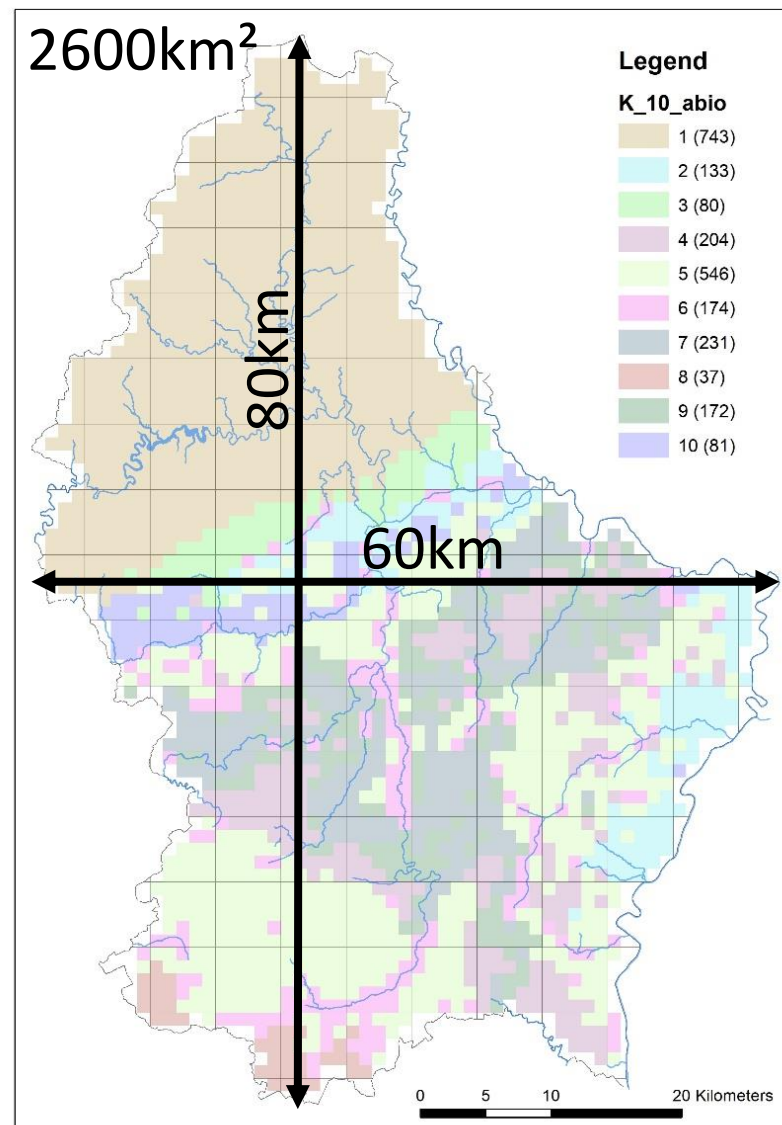 2600km²
Legend
K_10_abio
1 (743)
2 (133)
3 (80)
4 (204)
5 (546)
6 (174)
7 (231)
8 (37)
9 (172)
10 (81)
80km
60km
0 5 10 20 Kilometers